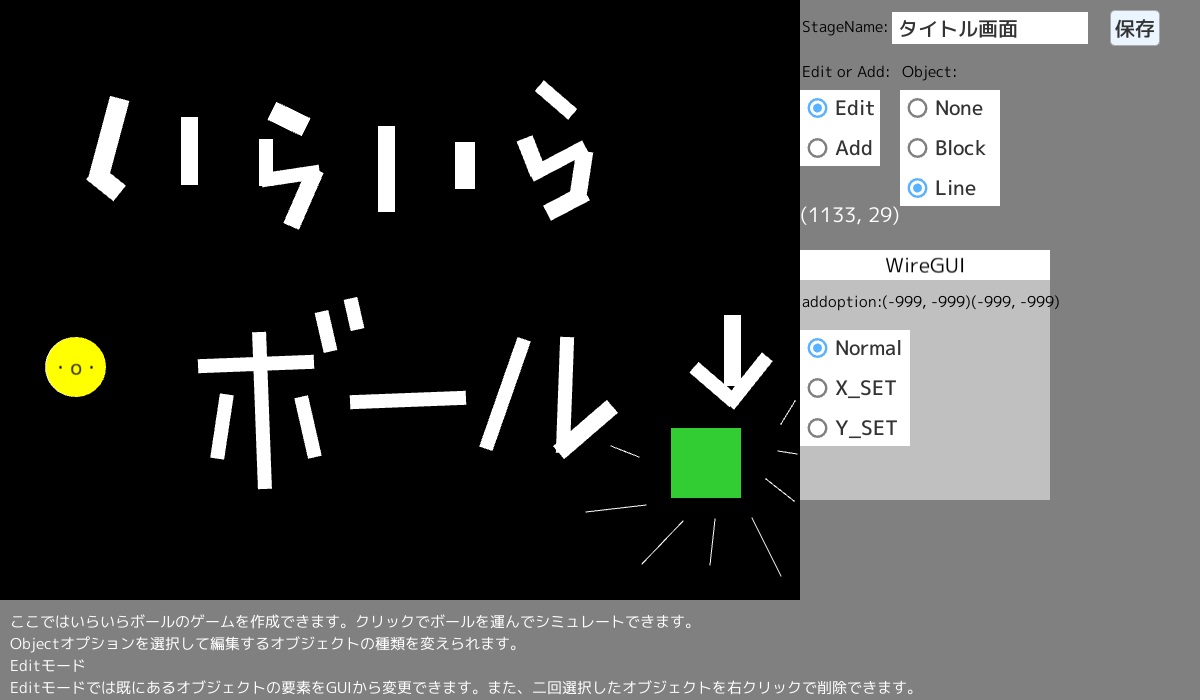 いらいら
ボール
・o・
StageName: タイトル画面 保存
Edit or Add: Object:
Edit
Add
None
Block
Line
(1133, 29)
WireGUI
addoption:(-999, -999)(-999, -999)
Normal
X_SET
Y_SET
ここではいらいらボールのゲームを作成できます。クリックでボールを運んでシミュレートできます。
Objectオプションを選択して編集するオブジェクトの種類を変えられます。
Editモード
Editモードでは既にあるオブジェクトの要素をGUIから変更できます。また、二回選択したオブジェクトを右クリックで削除できます。